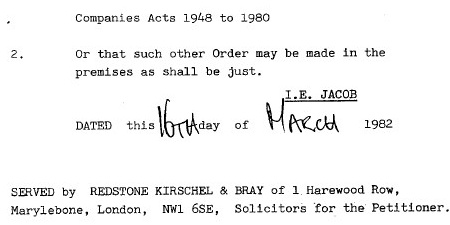 . Companies Acts 1948 to 1980
2. Or that such other Order may be made in the
premises as shall be just.
I.E. JACOB
DATED this 16TH day of MARCH 1982
SERVED by REDSTONE KIRSCHEL & BRAY of 1 Harewood Row,
Marylebone, London, NW1 6SE, Solicitors for the Petitioner.